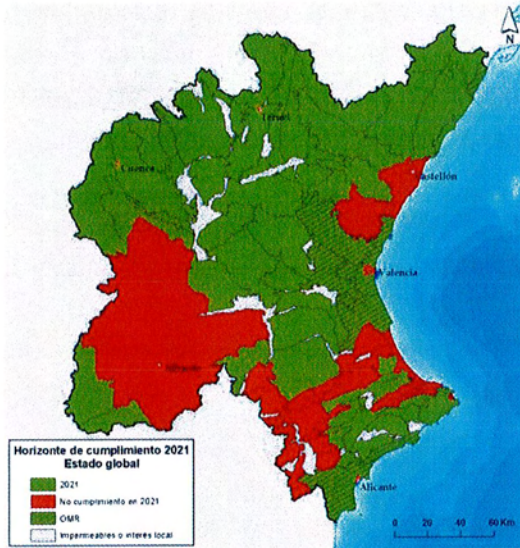 N
Teruel
Cuenca
Castellón
Valencia
Albacete
Alicante
Horizonte de cumplimiento 2021
Estado global
2021
No cumplimiento en 2021
OMR
Impermeables o interés local
0 20 40 60 Km